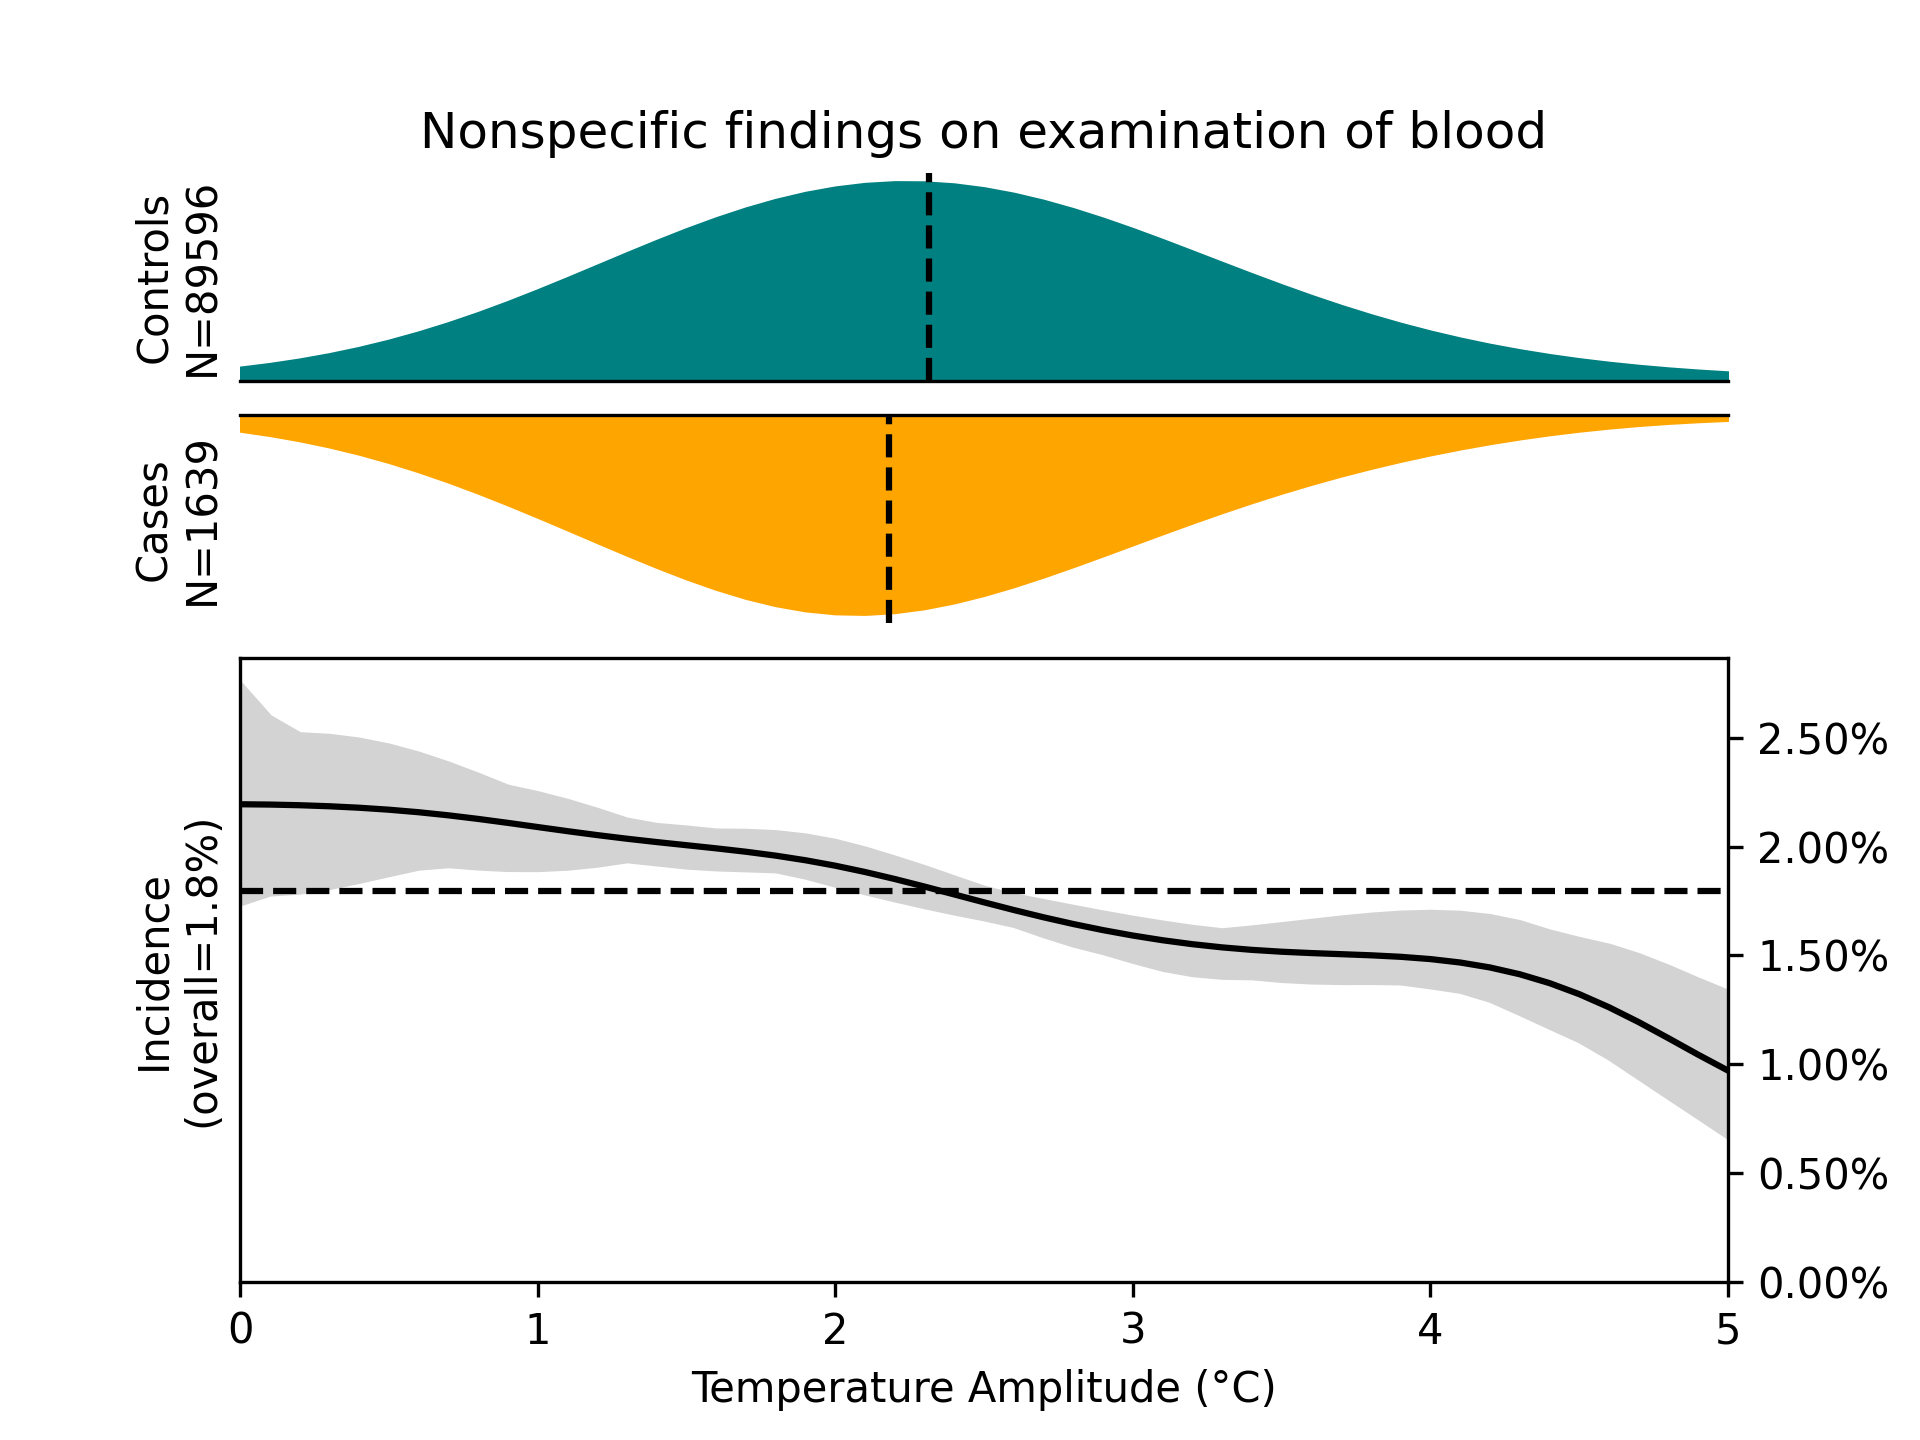 Nonspecific findings on examination of blood
Controls
N=89596
Cases
N=1639
Incidence
(overall=1.8%)
2.50%
2.00%
1.50%
1.00%
0.50%
0.00%
0 1 2 3 4 5
Temperature Amplitude (°C)